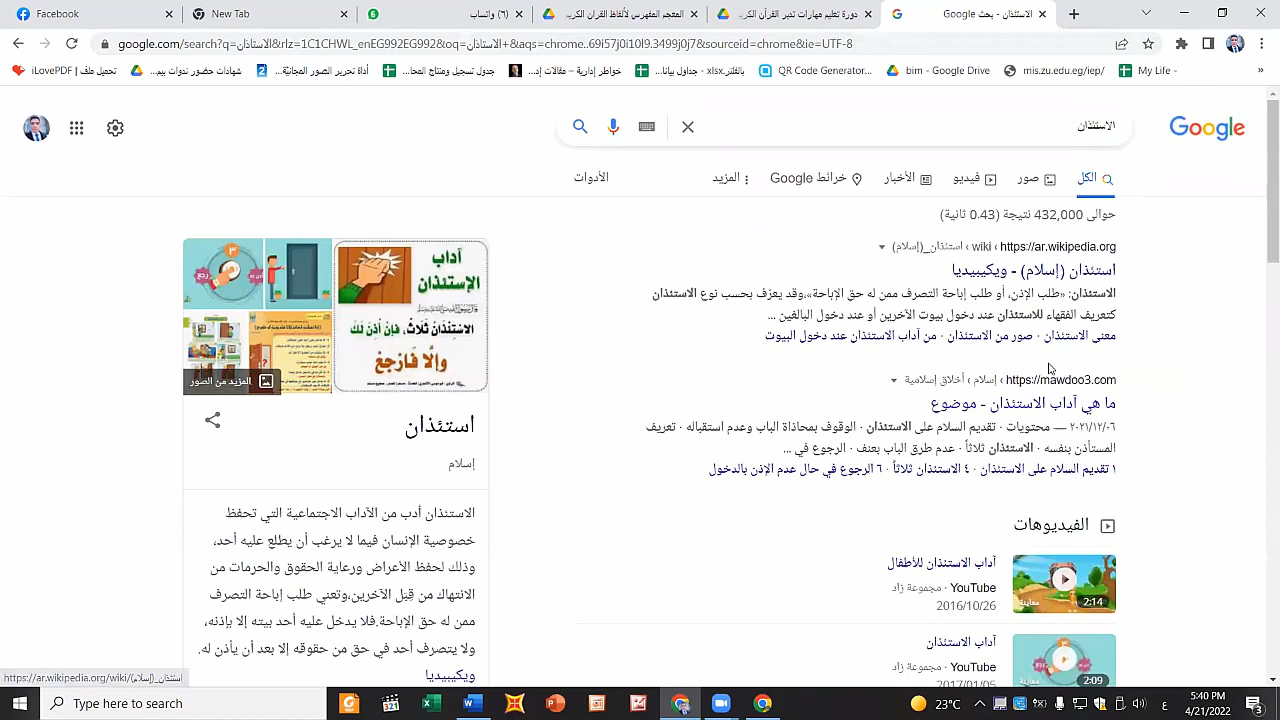 Facebook
New Tab
(٦) واتساب
المعجم المفهرس لألفاظ القرآن الكريم
دورة تعليم مهارات تدبر القرآن الكريم
الاستئذان - بحث Google
google.com/search?q=الاستئذان&rlz=1C1CHWL_enEG992EG992&oq=الاستئذان+&aqs=chrome..69i57j0i10l9.3499j0j7&sourceid=chrome&ie=UTF-8
iLovePDF | تحميل ملف
شهادات حضور ندوات بيم...
أداة تحرير الصور المجانيّة...
جدول تسجيل ومنتاج المحا...
خواطر إدارية – مقالات إد...
بالفلتر.xlsx - جداول بيانا...
QR Code Generator...
bim - Google Drive
mis.zu.edu.eg/iep/
My Life -
»
Google
الاستئذان
الكل
صور
فيديو
الأخبار
خرائط Google
المزيد
الأدوات
حوالى 432,000 نتيجة (0.43 ثانية)
https://ar.wikipedia.org › wiki › استئذان_(إسلام)
استئذان (إسلام) - ويكيبيديا
الاستئذان: «طلب الإذن، أو طلب إباحة التصرف ممن له حق الإباحة»،وقد يعرّف بحسب نوع الاستئذان
كتعريف الفقهاء للاستئذان بدخول بيوت الآخرين أو عند دخول البالغين ...
معنى الاستئذان · صور من الاستئذان · من آداب الاستئذان عند دخول البيوت
https://mawdoo3.com › إسلام › أخلاق إسلامية
ما هي آداب الاستئذان - موضوع
٢٠٢١/١٢/٠٦ — محتويات · تقديم السلام على الاستئذان · الوقوف بمحاذاة الباب وعدم استقباله · تعريف
المستأذن بنفسه · الاستئذان ثلاثاً · عدم طرق الباب بعنف · الرجوع في ...
١ تقديم السلام على الاستئذان · ٤ الاستئذان ثلاثاً · ٦ الرجوع في حال عدم الإذن بالدخول
الفيديوهات
آداب الاستئذان للأطفال
YouTube · مجموعة زاد
2016/10/26
2:14
آداب الاستئذان
YouTube · مجموعة زاد
2017/01/05
2:09
آداب
الإستئذان
الاستئذان ثلاث، فإن أذن لك
وإلا فارجع
المزيد من الصور
استئذان
إسلام
الاستئذان أدب من الآداب الاجتماعية التي تحفظ
خصوصية الإنسان فيما لا يرغب أن يطلع عليه أحد،
وذلك لحفظ الأعراض ورعاية الحقوق والحرمات من
الانتهاك من قِبَل الآخرين،وتعني طلب إباحة التصرف
ممن له حق الإباحة.فلا يدخل عليه أحد بيته إلا بإذنه،
ولا يتصرف أحد في حق من حقوقه إلا بعد أن يأذن له.
ويكيبيديا
https://ar.wikipedia.org/wiki/استئذان_(إسلام)
Type here to search
23°C
ع
5:40 PM
4/21/2022